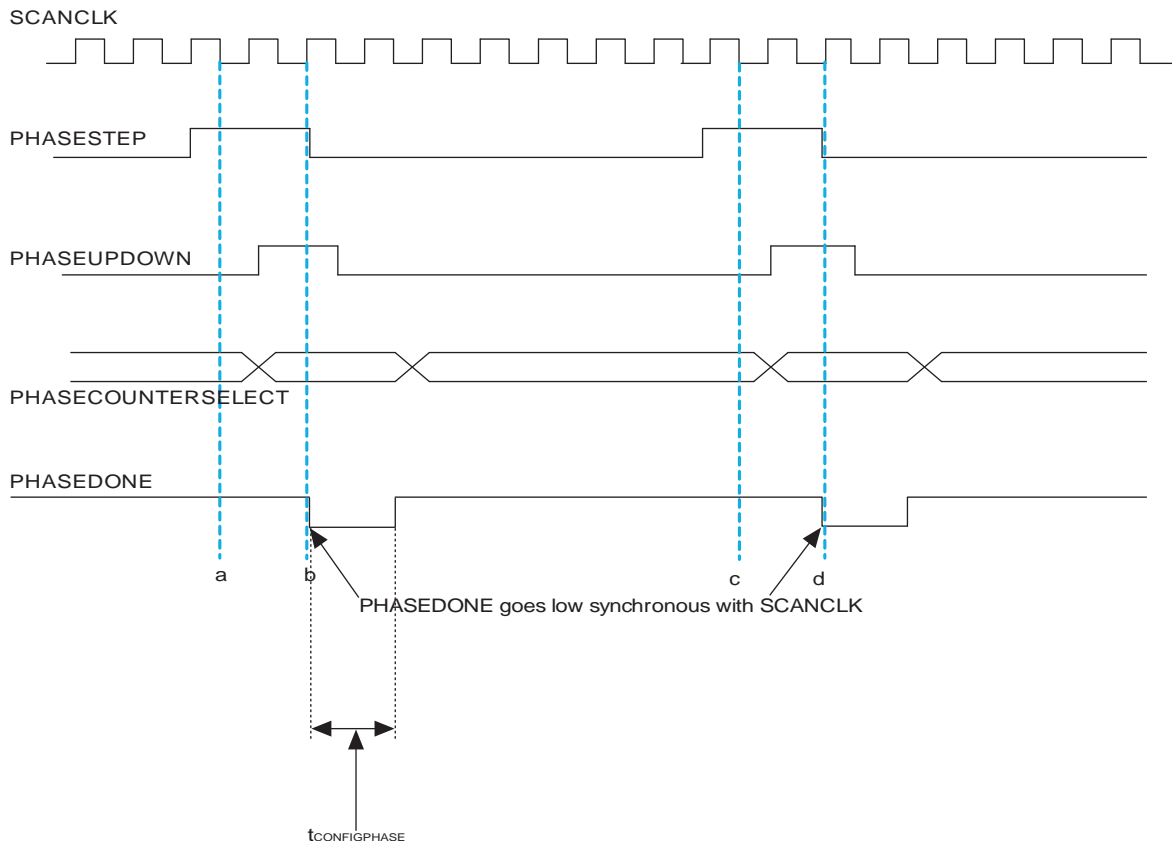 SCANCLK
PHASESTEP
PHASEUPDOWN
PHASECOUNTERSELECT
PHASEDONE
a
b
c
d
PHASEDONE goes low synchronous with SCANCLK
tCONFIGPHASE